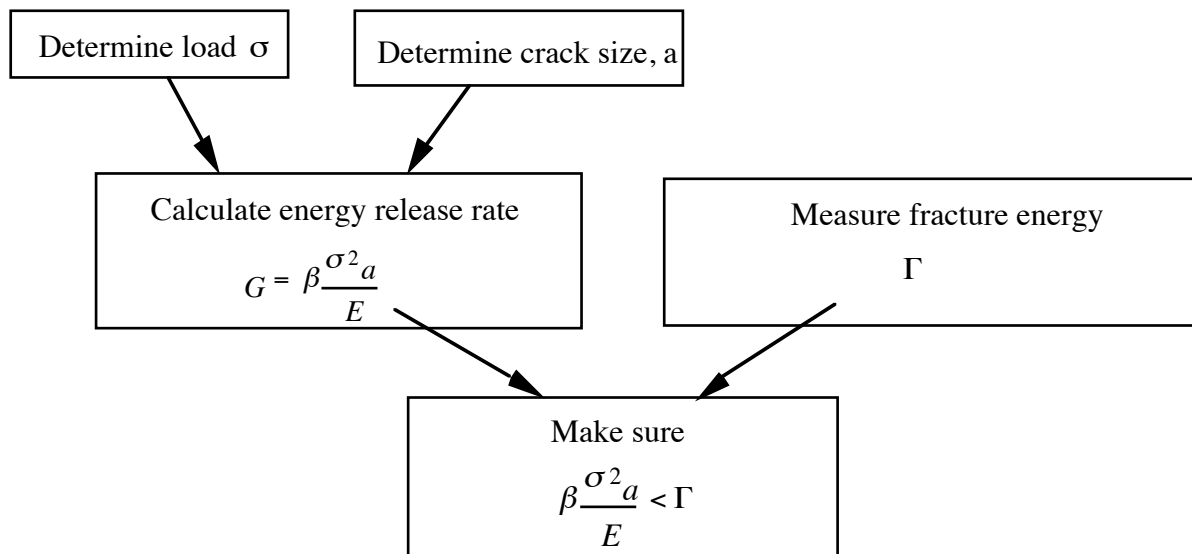 Determine load σ
Determine crack size, a
Calculate energy release rate
G = β σ²a / E
Measure fracture energy
Γ
Make sure
β σ²a / E < Γ